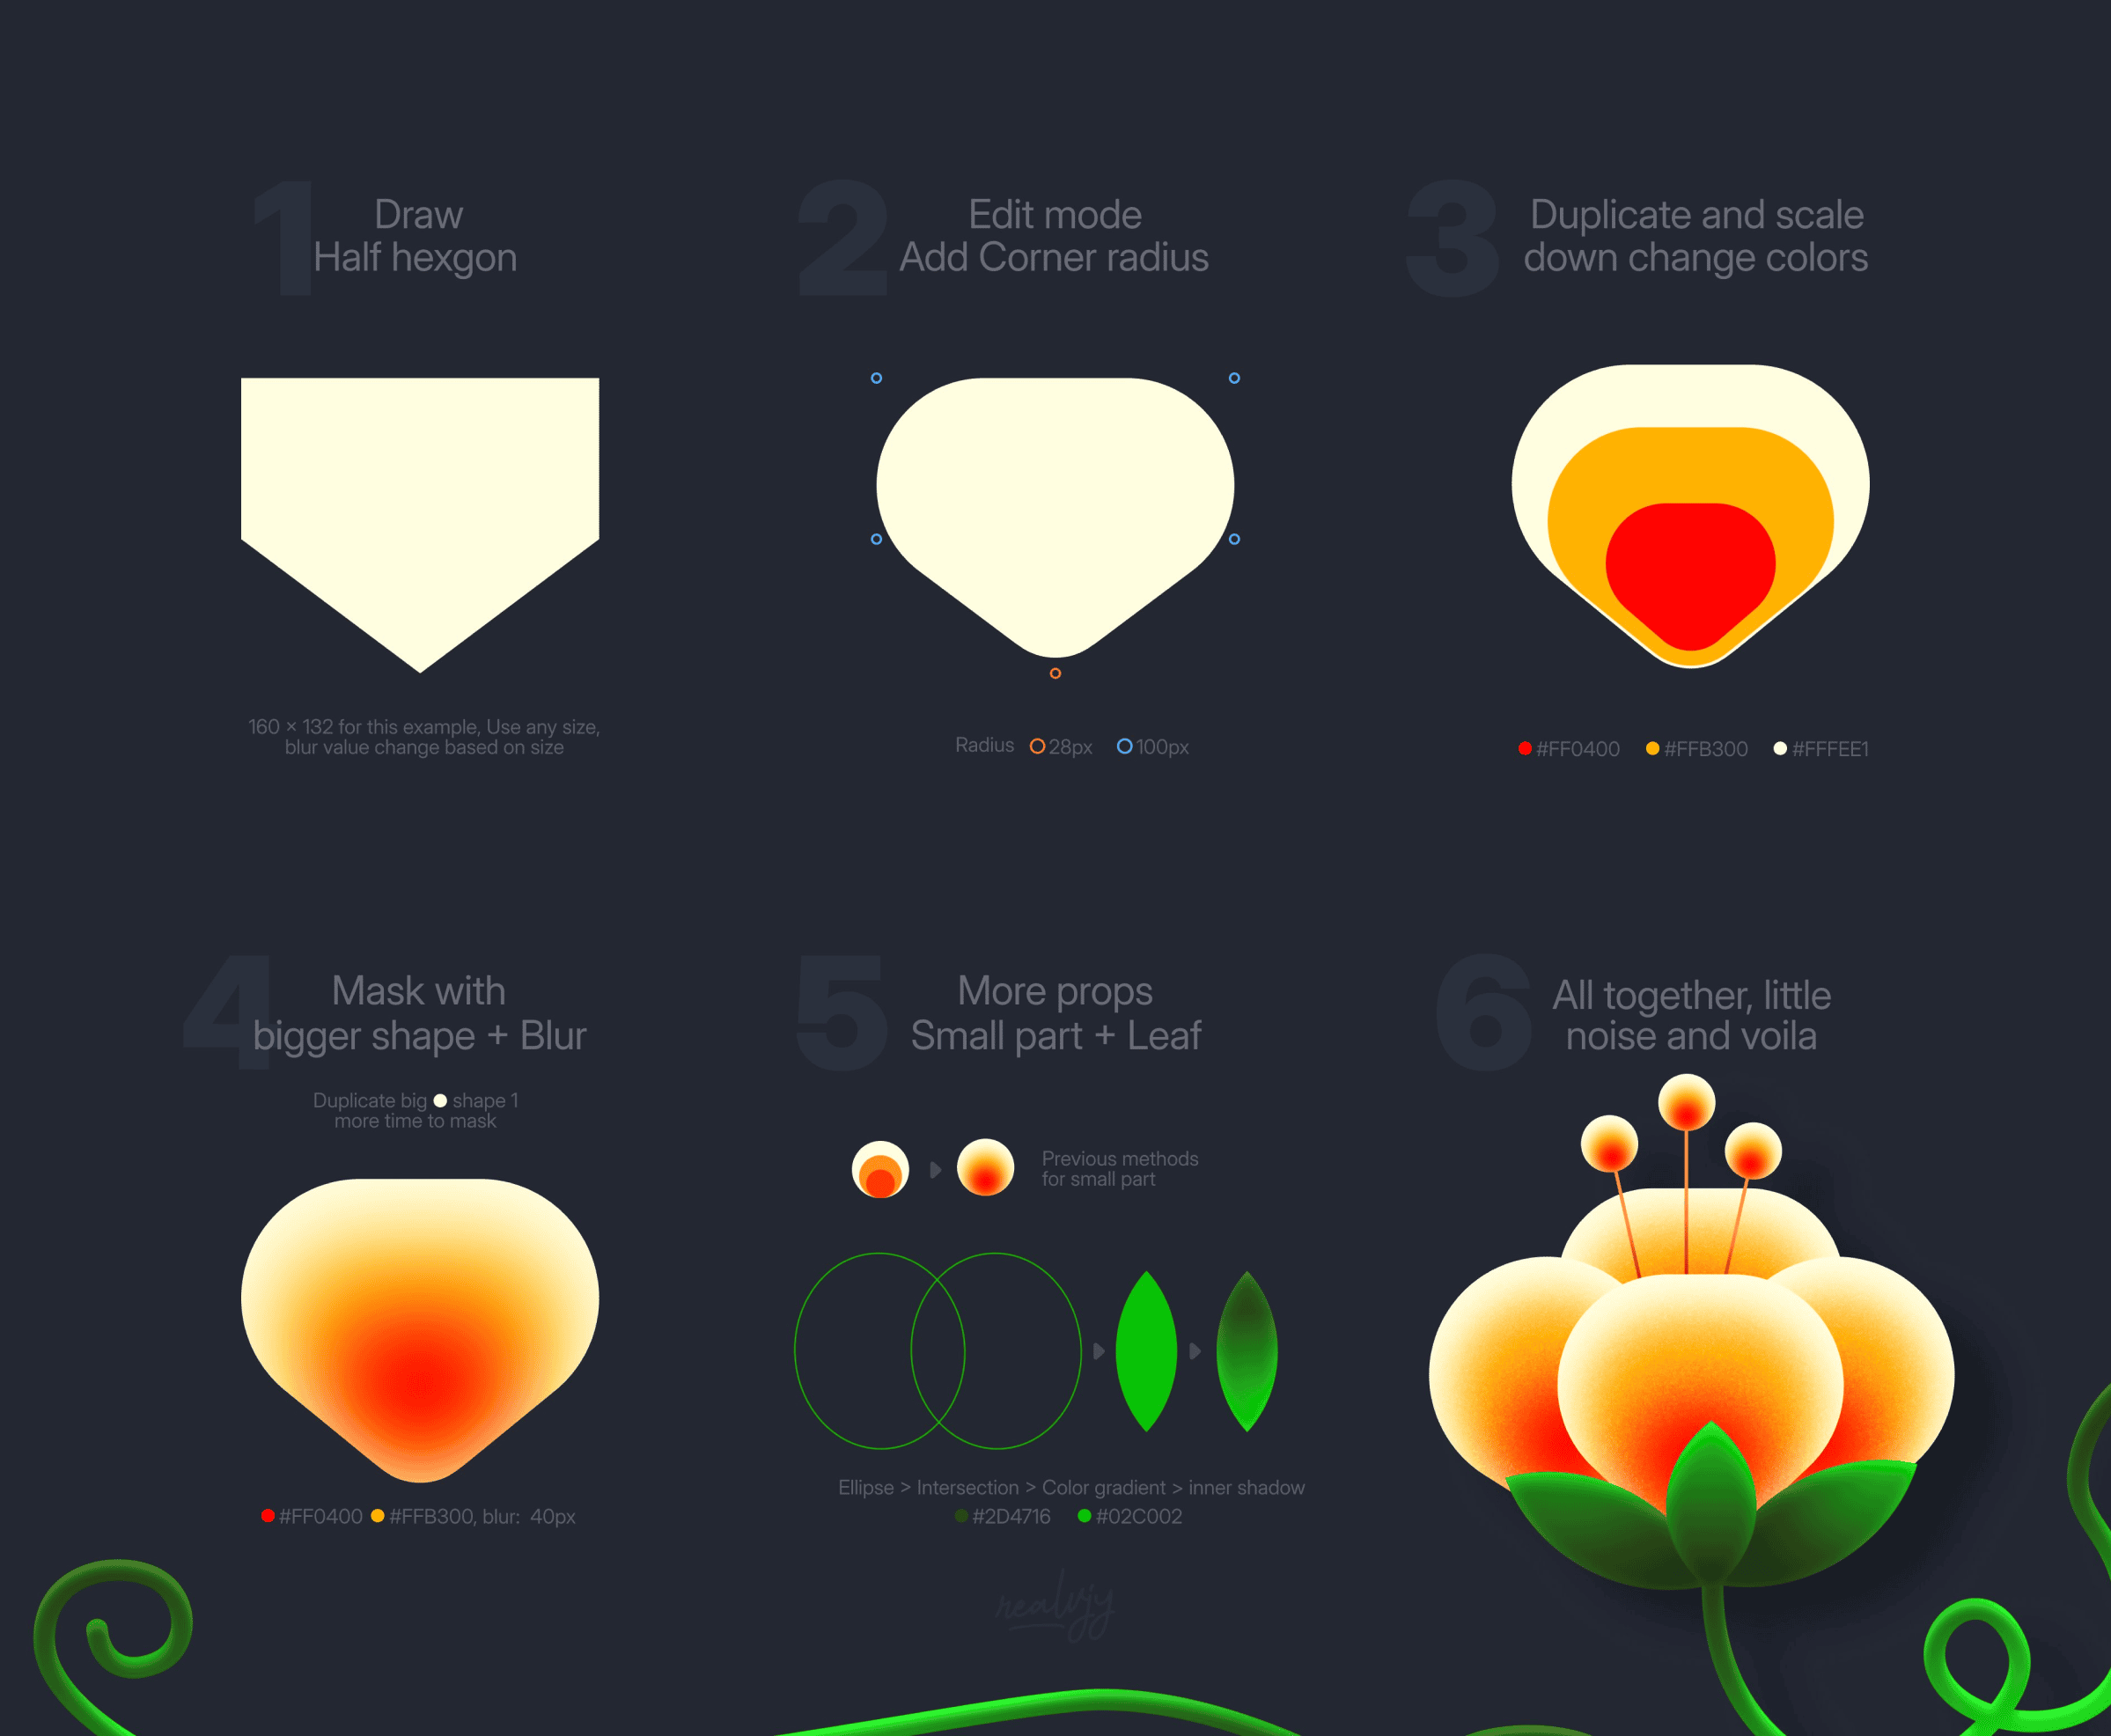 1
Draw
Half hexgon
160 × 132 for this example, Use any size,
blur value change based on size
2
Edit mode
Add Corner radius
Radius 28px 100px
3
Duplicate and scale
down change colors
#FF0400 #FFB300 #FFFEE1
4
Mask with
bigger shape + Blur
Duplicate big shape 1
more time to mask
#FF0400 #FFB300, blur: 40px
5
More props
Small part + Leaf
Previous methods
for small part
Ellipse > Intersection > Color gradient > inner shadow
#2D4716 #02C002
realvjy
6
All together, little
noise and voila